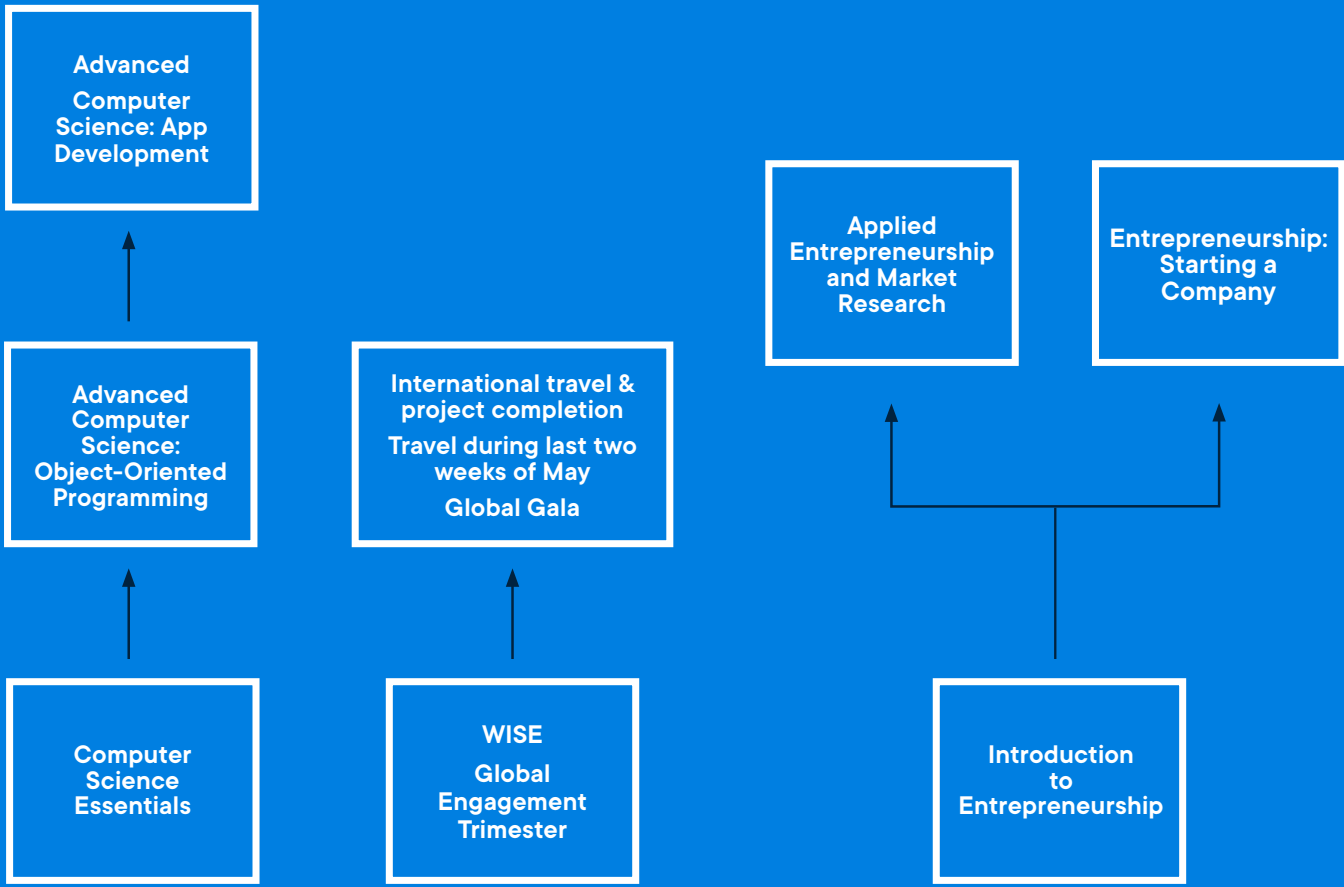 Advanced
Computer
Science: App
Development
Applied
Entrepreneurship
and Market
Research
Entrepreneurship:
Starting a
Company
Advanced
Computer
Science:
Object-Oriented
Programming
International travel &
project completion
Travel during last two
weeks of May
Global Gala
Computer
Science
Essentials
WISE
Global
Engagement
Trimester
Introduction
to
Entrepreneurship